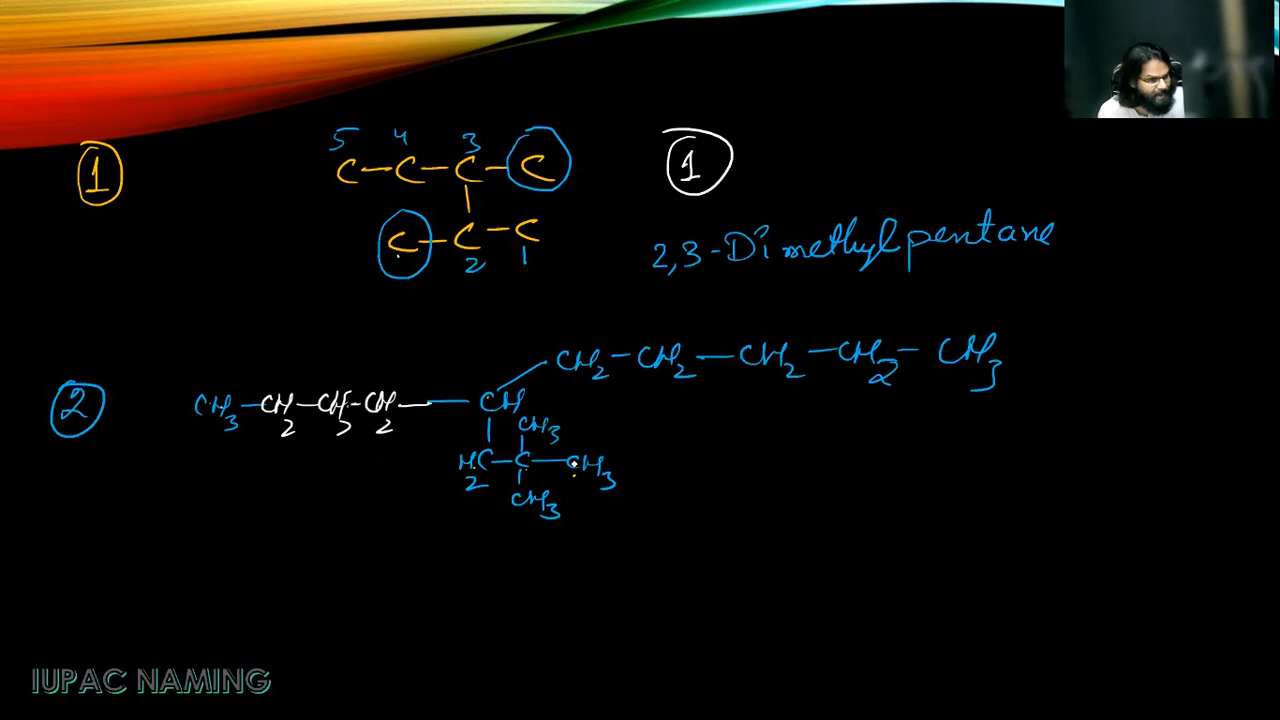 5 4 3
1 C-C-C-C 1
C-C-C
2 1
2,3-Dimethylpentane
CH2-CH2-CH2-CH2-CH3
2 CH3-CH2-CH2-CH2-CH
CH3
H2C-C-CH3
CH3
IUPAC NAMING